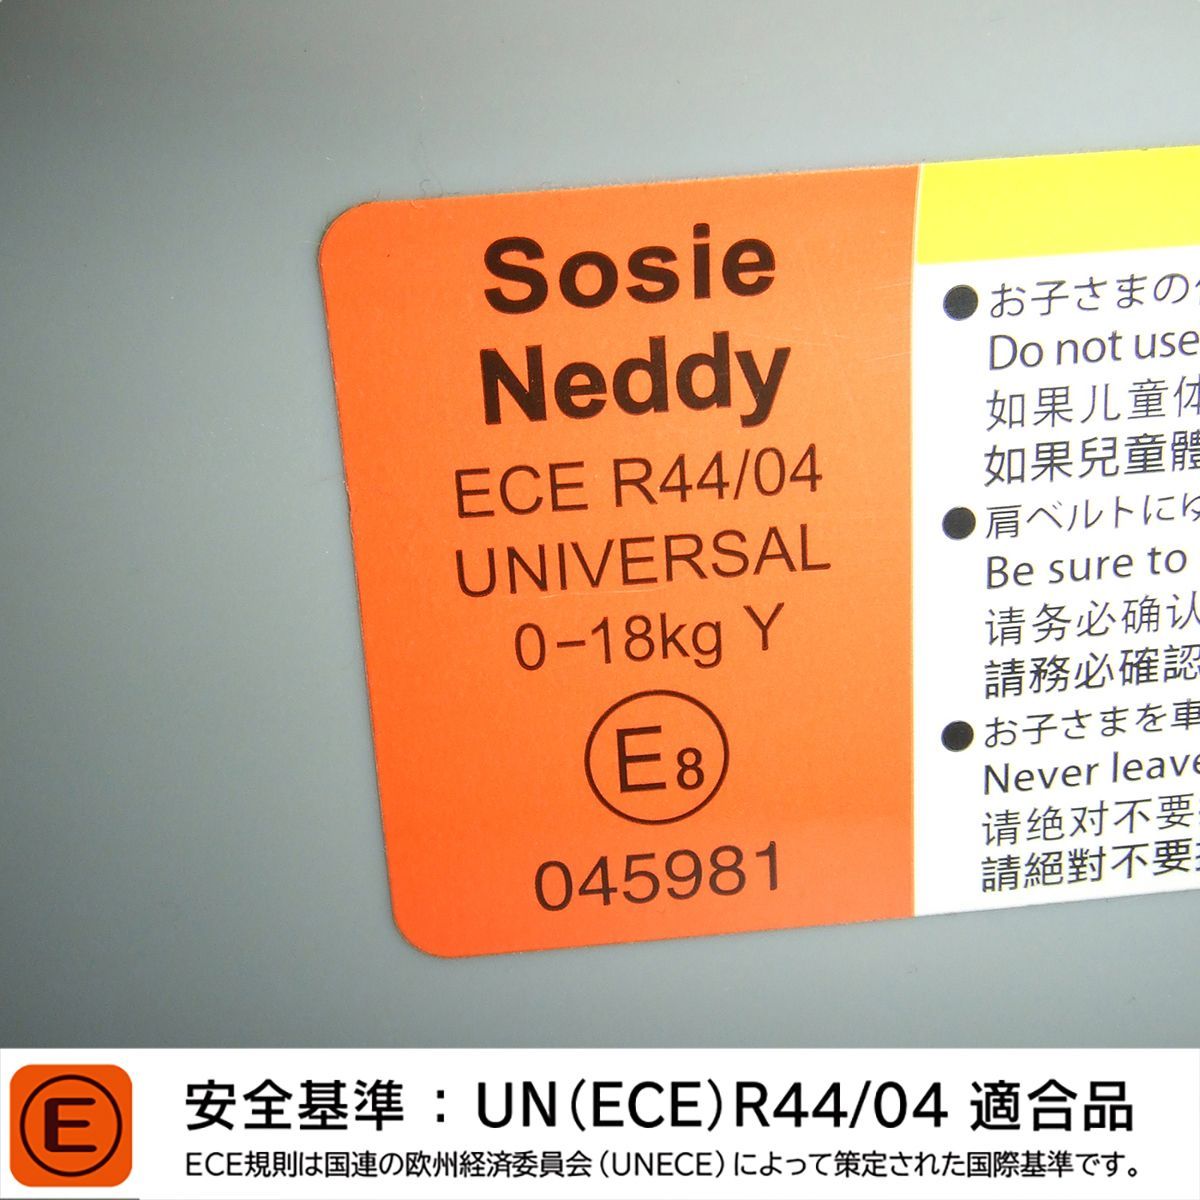 Sosie
Neddy
ECE R44/04
UNIVERSAL
0-18kg Y
E8
045981
●お子さまの
Do not use
如果儿童体
如果兒童體
●肩ベルトにゆ
Be sure to
请务必确认
請務必確認
●お子さまを車
Never leave
请绝对不要
請絕對不要
E
安全基準：UN(ECE)R44/04 適合品
ECE規則は国連の欧州経済委員会(UNECE)によって策定された国際基準です。